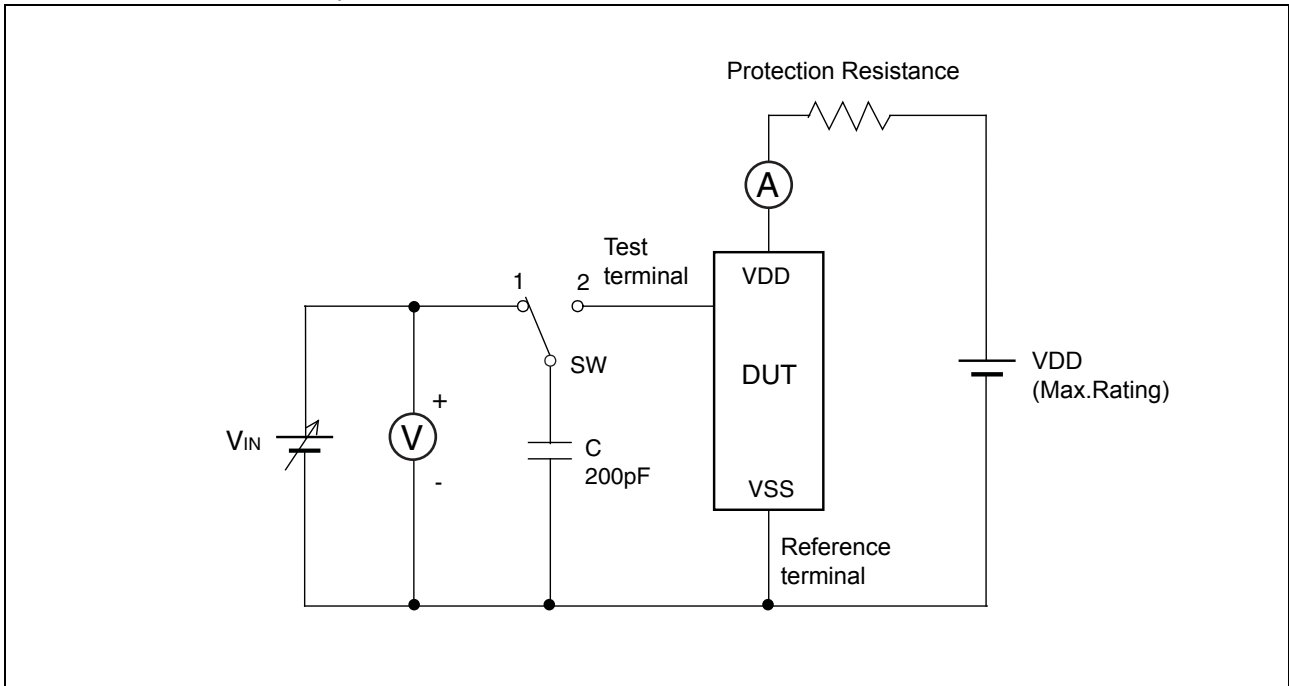 Protection Resistance
A
Test
terminal
1
2
VDD
SW
DUT
VDD
(Max.Rating)
VIN
+
V
-
C
200pF
VSS
Reference
terminal